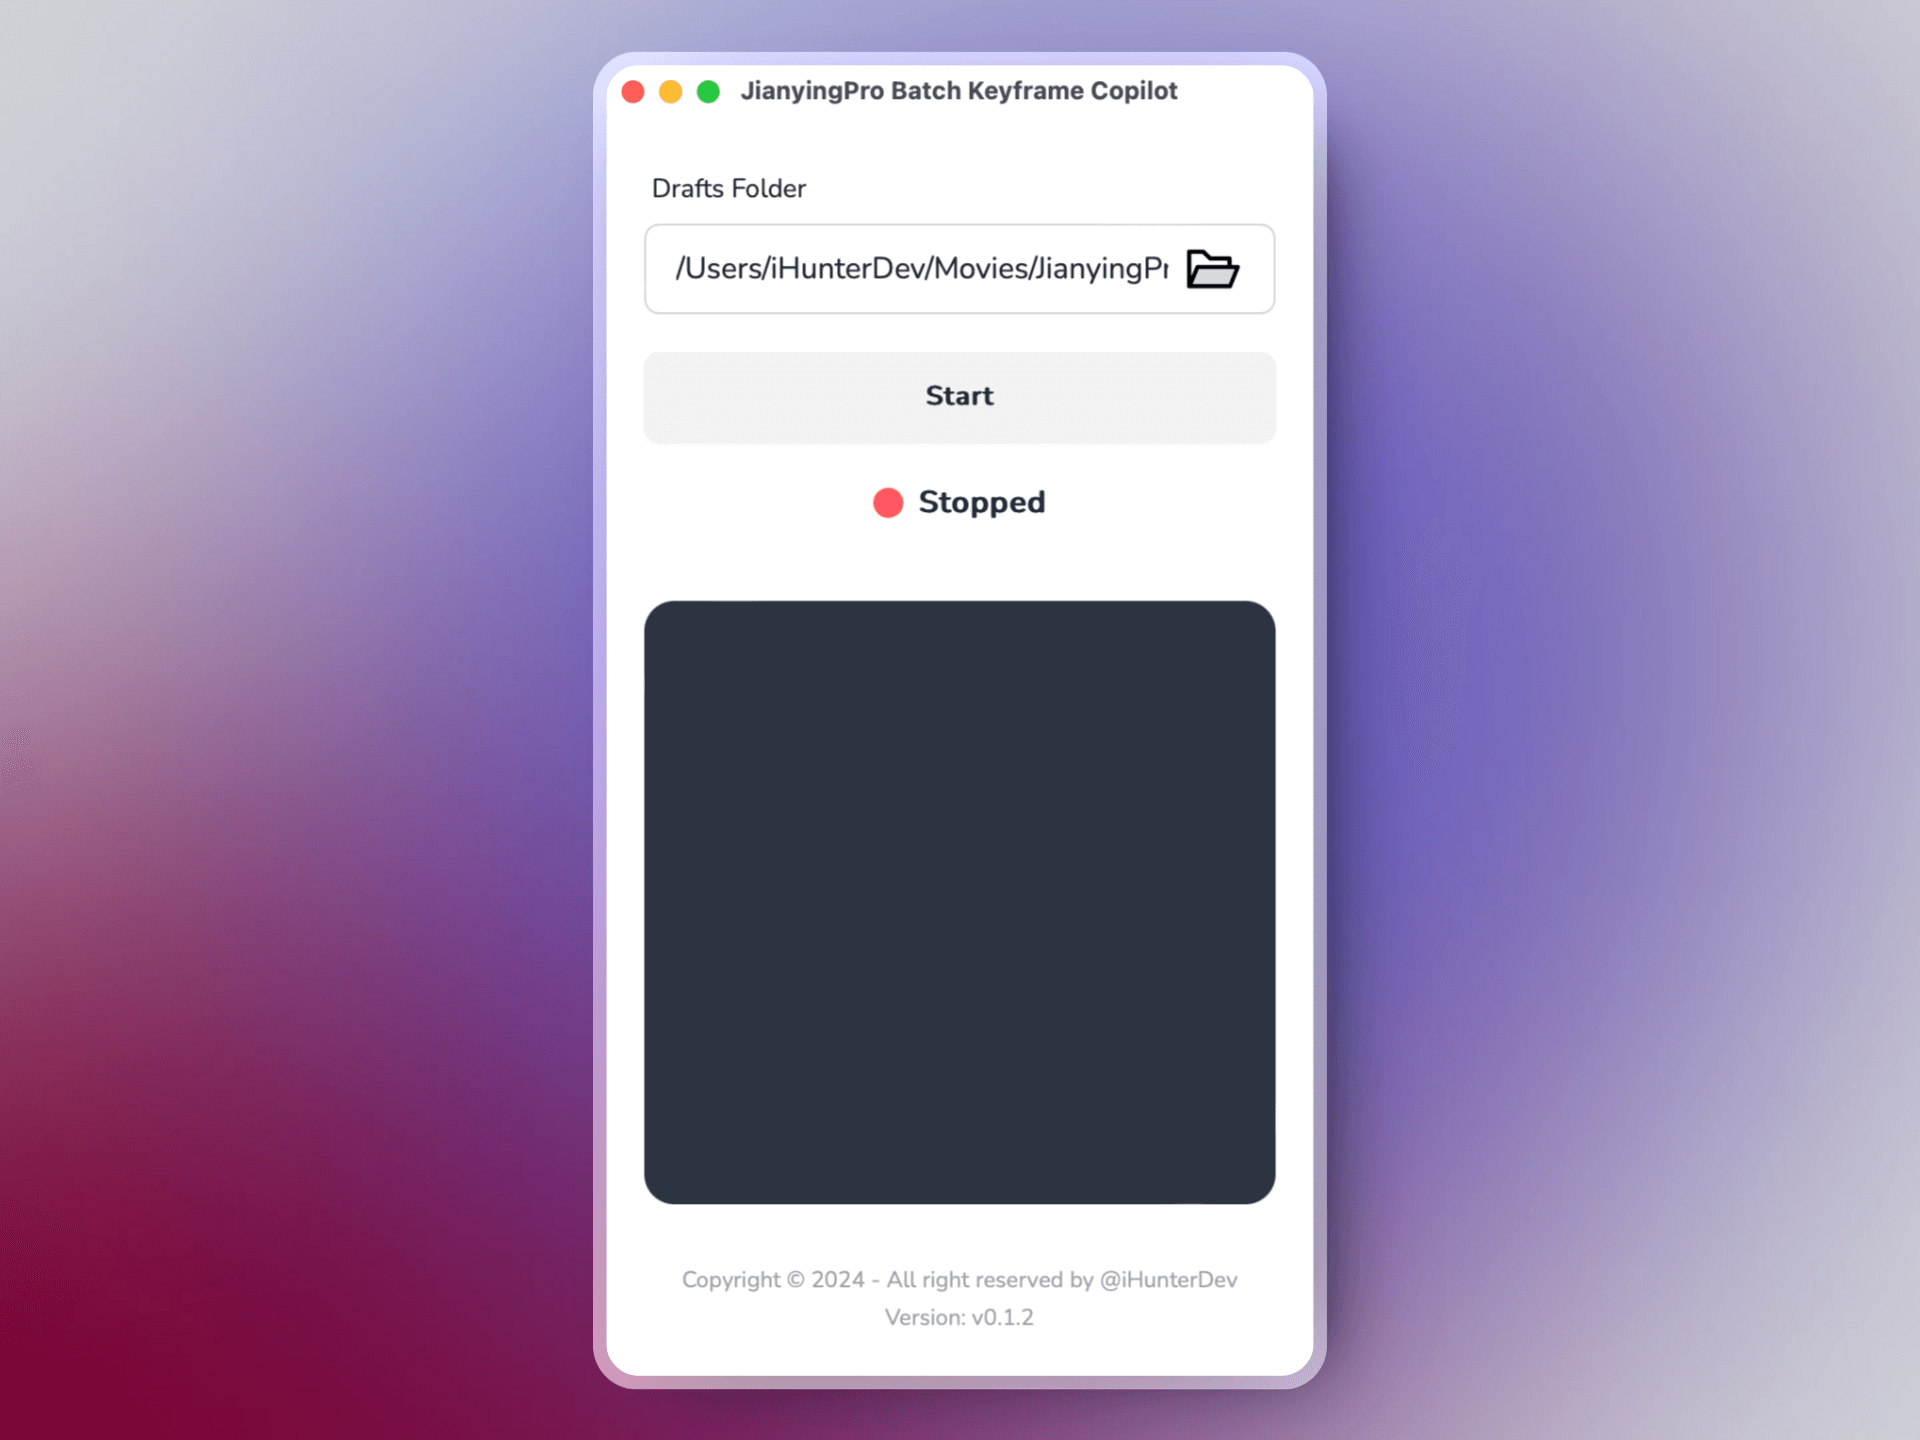 JianyingPro Batch Keyframe Copilot
Drafts Folder
/Users/iHunterDev/Movies/JianyingPr
Start
Stopped
Copyright © 2024 - All right reserved by @iHunterDev
Version: v0.1.2